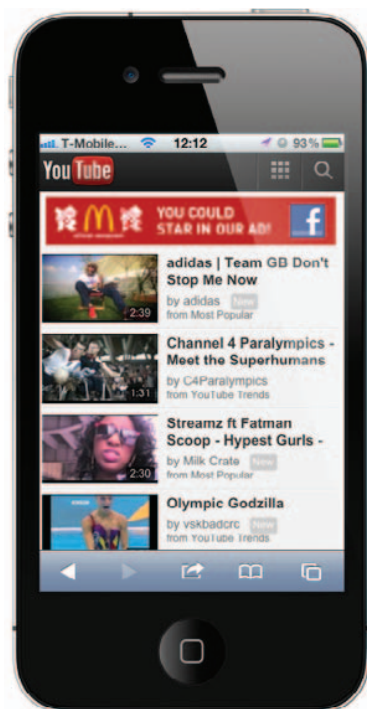 T-Mobile... 12:12 93%
YouTube
YOU COULD
STAR IN OUR AD!
f
adidas | Team GB Don't
Stop Me Now
by adidas New
from Most Popular
2:39
Channel 4 Paralympics -
Meet the Superhumans
by C4Paralympics
from YouTube Trends
1:31
Streamz ft Fatman
Scoop - Hypest Gurls -
by Milk Crate New
from Most Popular
2:30
Olympic Godzilla
by vskbadcrc New
from YouTube Trends